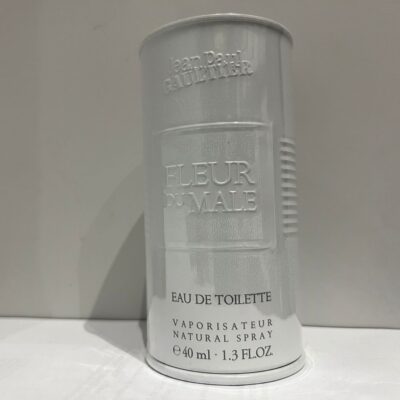 Jean Paul
GAULTIER
FLEUR
DU MALE
EAU DE TOILETTE
VAPORISATEUR
NATURAL SPRAY
℮ 40 ml · 1.3 FL.OZ.